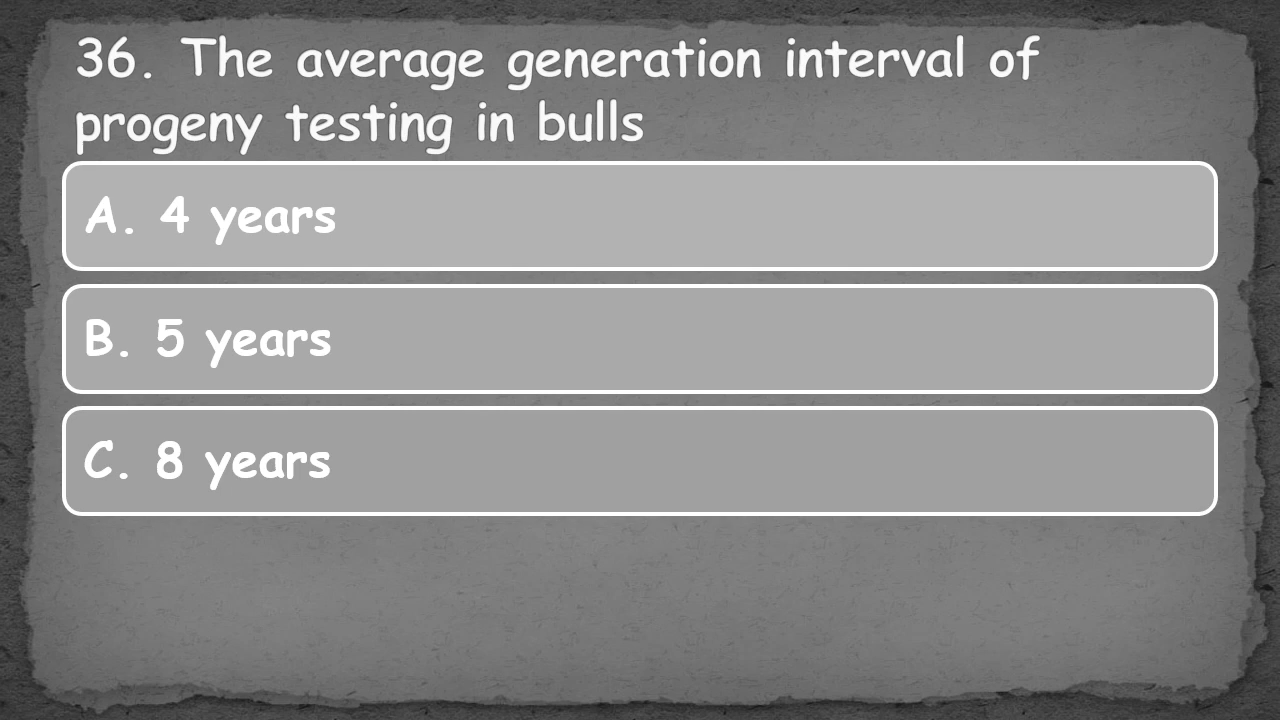 36. The average generation interval of
progeny testing in bulls
A. 4 years
B. 5 years
C. 8 years